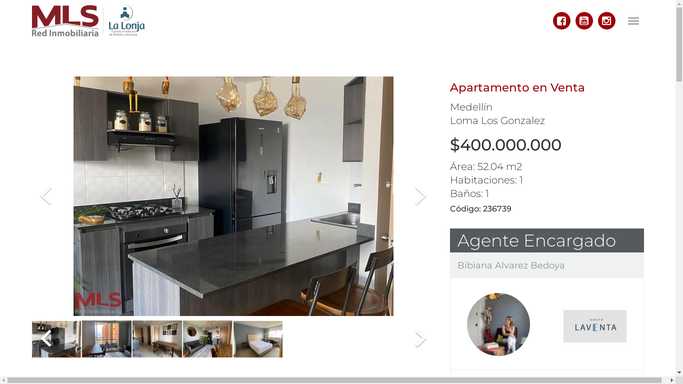 MLS
Red Inmobiliaria
La Lonja
Apartamento en Venta
Medellín
Loma Los Gonzalez
$400.000.000
Área: 52.04 m2
Habitaciones: 1
Baños: 1
Código: 236739
Agente Encargado
Bibiana Alvarez Bedoya
MLS
LAVENTA